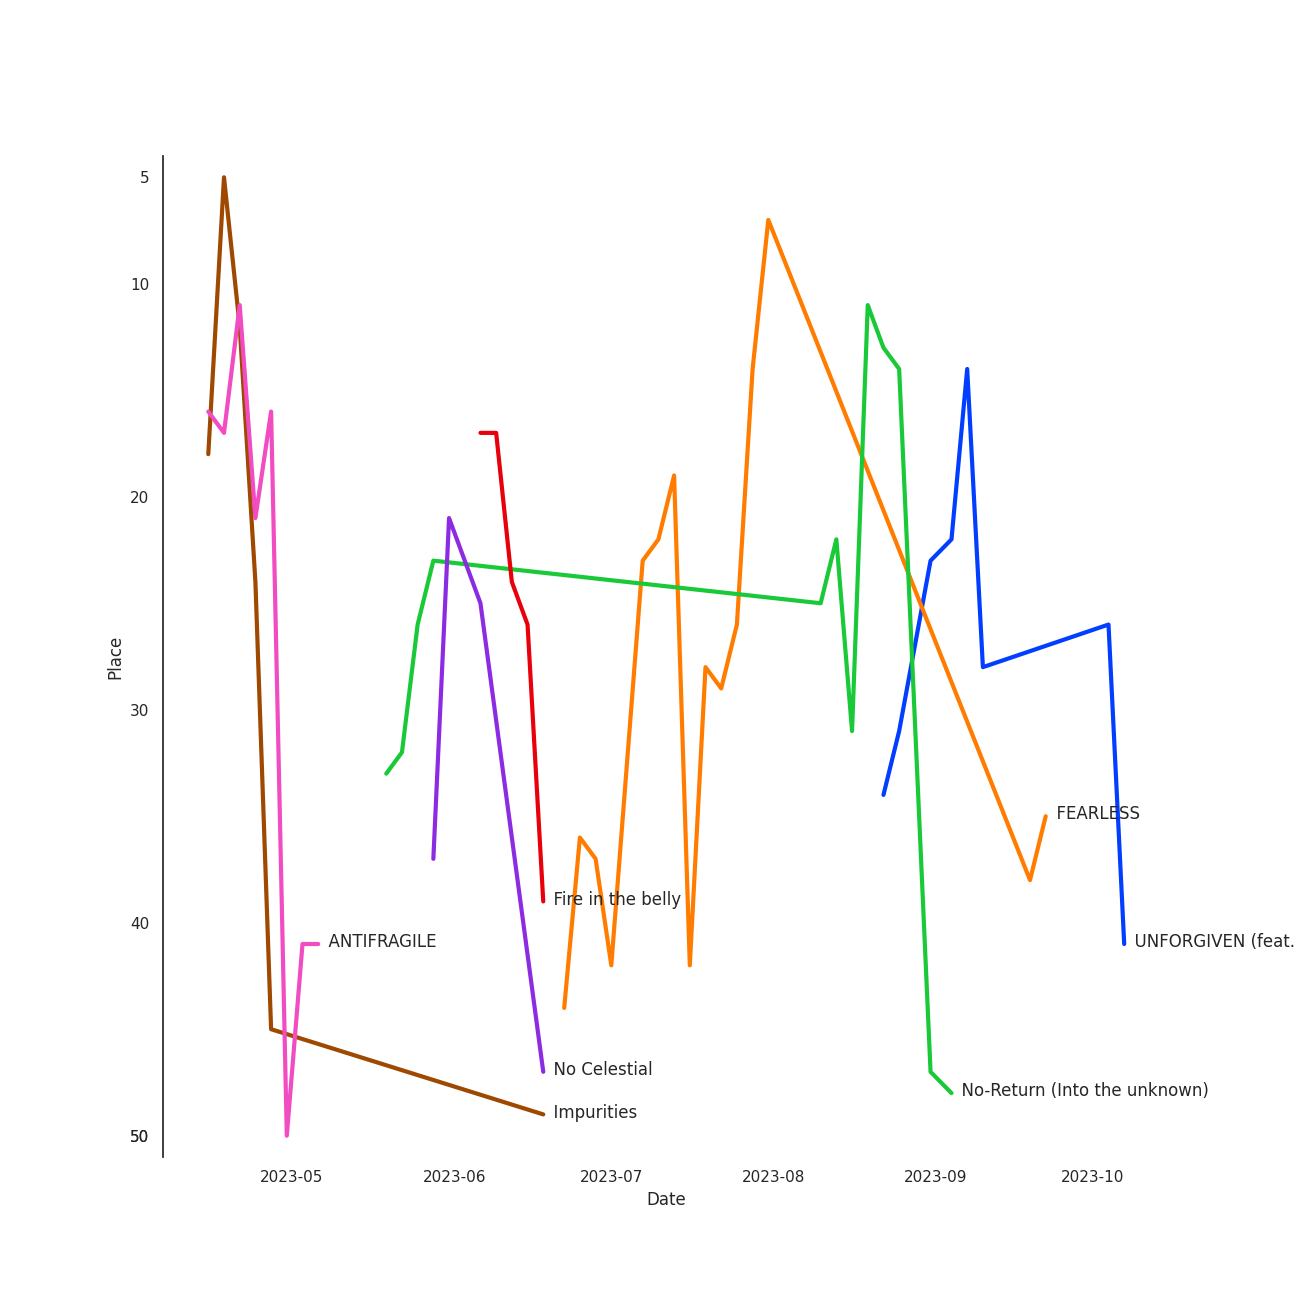 5
10
20
30
40
50
Place
FEARLESS
Fire in the belly
ANTIFRAGILE
UNFORGIVEN (feat.
No Celestial
No-Return (Into the unknown)
Impurities
2023-05
2023-06
2023-07
2023-08
2023-09
2023-10
Date